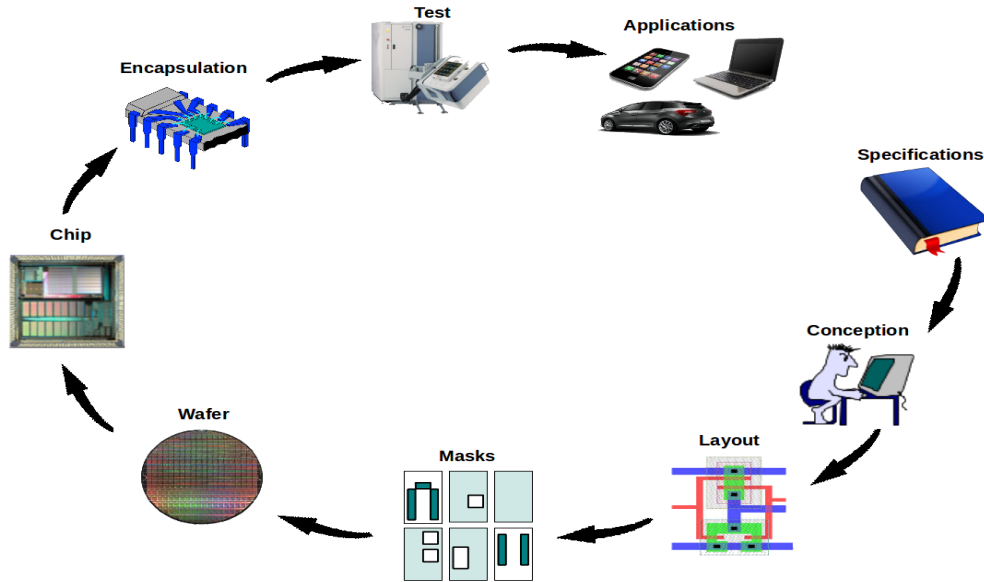 Test
Applications
Encapsulation
Specifications
Chip
Conception
Wafer
Layout
Masks